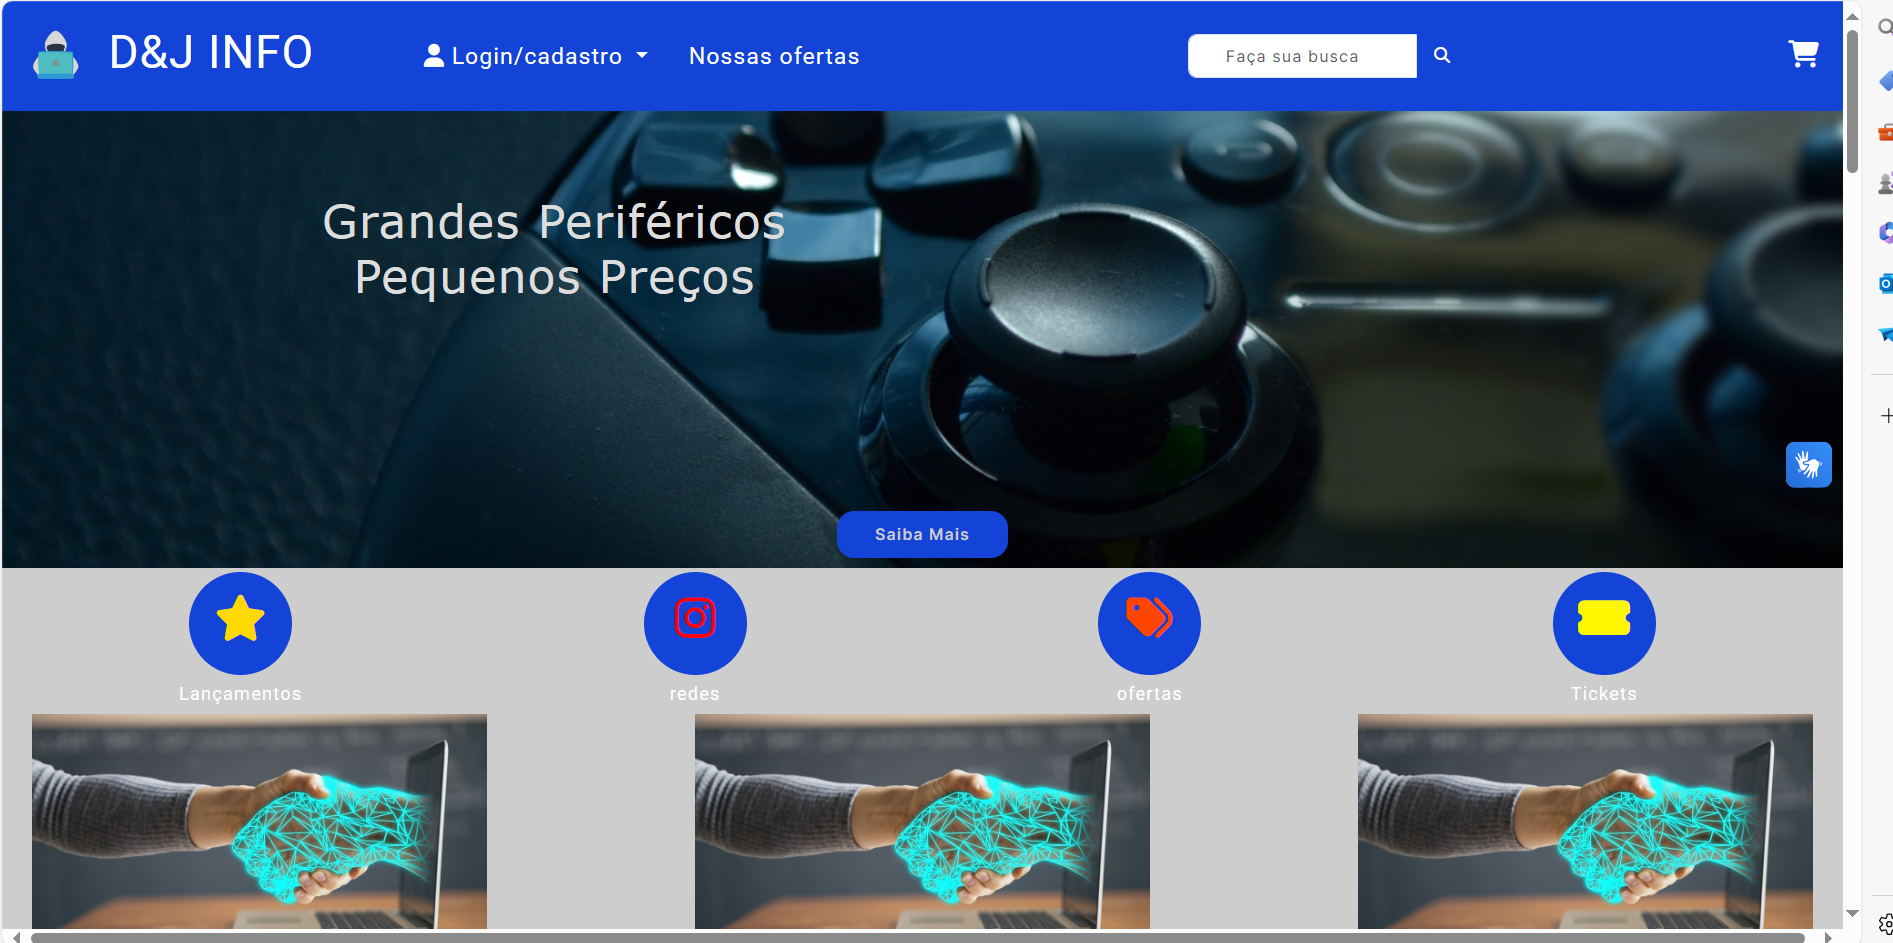 D&J INFO
Login/cadastro
Nossas ofertas
Faça sua busca
Grandes Periféricos
Pequenos Preços
Saiba Mais
Lançamentos
redes
ofertas
Tickets